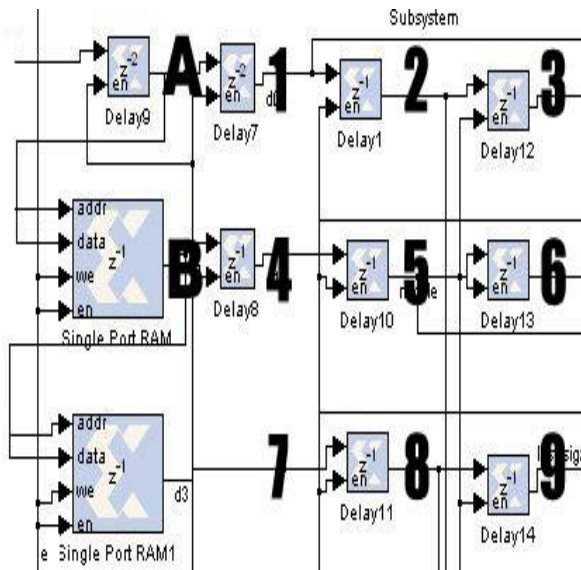 Subsystem
z-2
en
Delay9
A
z-2
en
Delay7
1
z-1
en
Delay1
2
z-1
en
Delay12
3
addr
data
we
en
z-1
Single Port RAM
B
z-1
en
Delay8
4
z-1
en
Delay10
5
z-1
en
Delay13
6
addr
data
we
en
z-1
d3
e Single Port RAM1
7
z-1
en
Delay11
8
z-1
en
Delay14
9